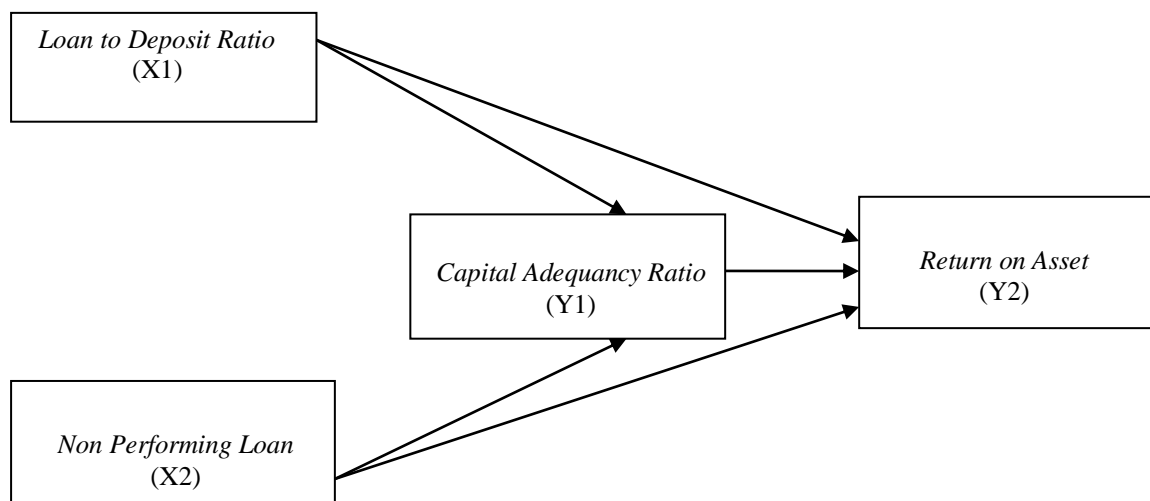 Loan to Deposit Ratio
(X1)
Capital Adequancy Ratio
(Y1)
Return on Asset
(Y2)
Non Performing Loan
(X2)